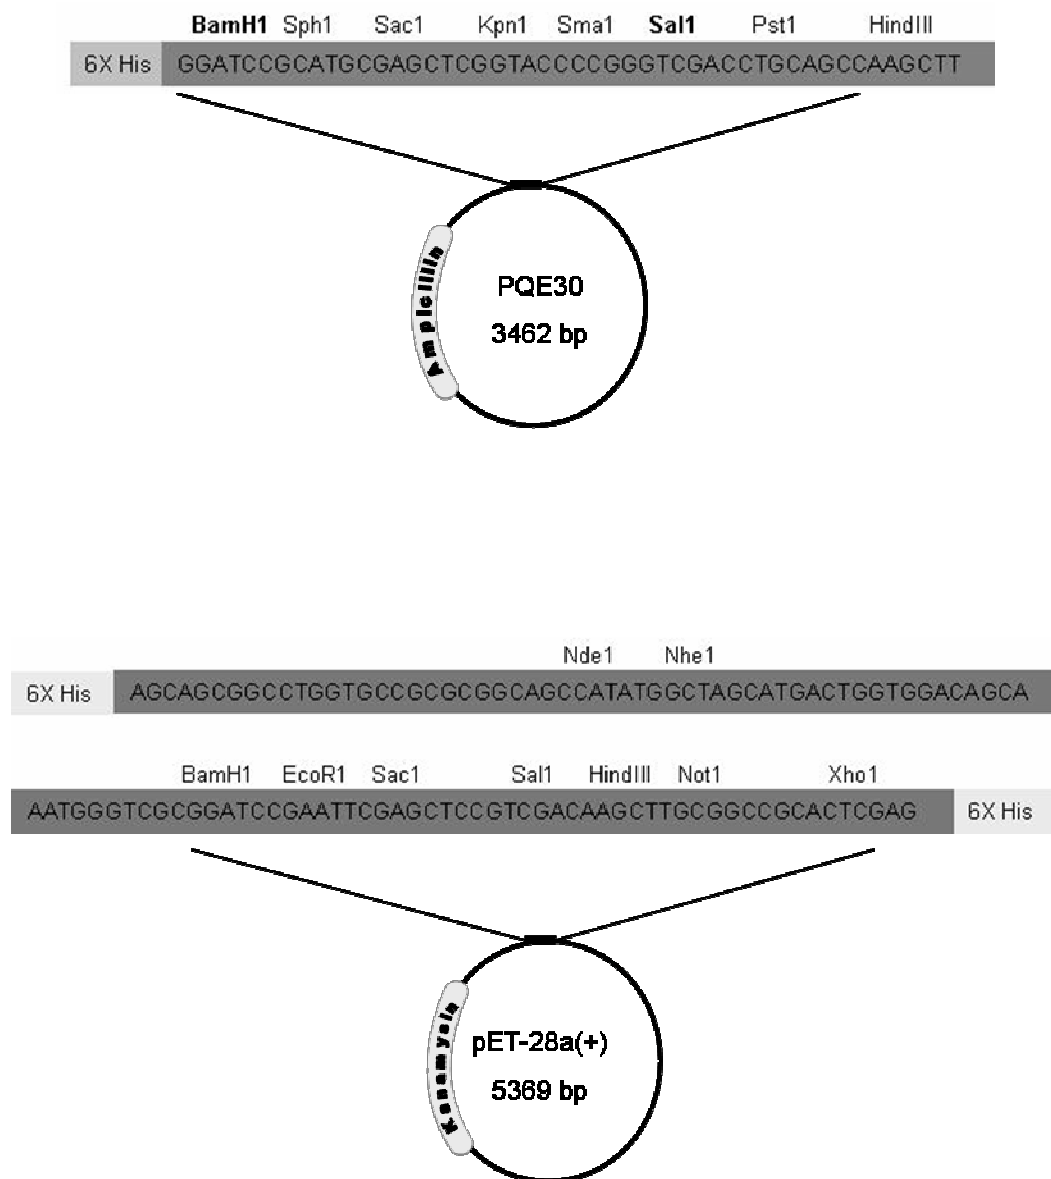 BamH1 Sph1 Sac1 Kpn1 Sma1 Sal1 Pst1 HindIII
6X His GGATCCGCATGCGAGCTCGGTACCCCGGGTCGACCTGCAGCCAAGCTT
Ampicillin
PQE30
3462 bp
Nde1 Nhe1
6X His AGCAGCGGCCTGGTGCCGCGCGGCAGCCATATGGCTAGCATGACTGGTGGACAGCA
BamH1 EcoR1 Sac1 Sal1 HindIII Not1 Xho1
AATGGGTCGCGGATCCGAATTCGAGCTCCGTCGACAAGCTTGCGGCCGCACTCGAG 6X His
Kanamysin
pET-28a(+)
5369 bp